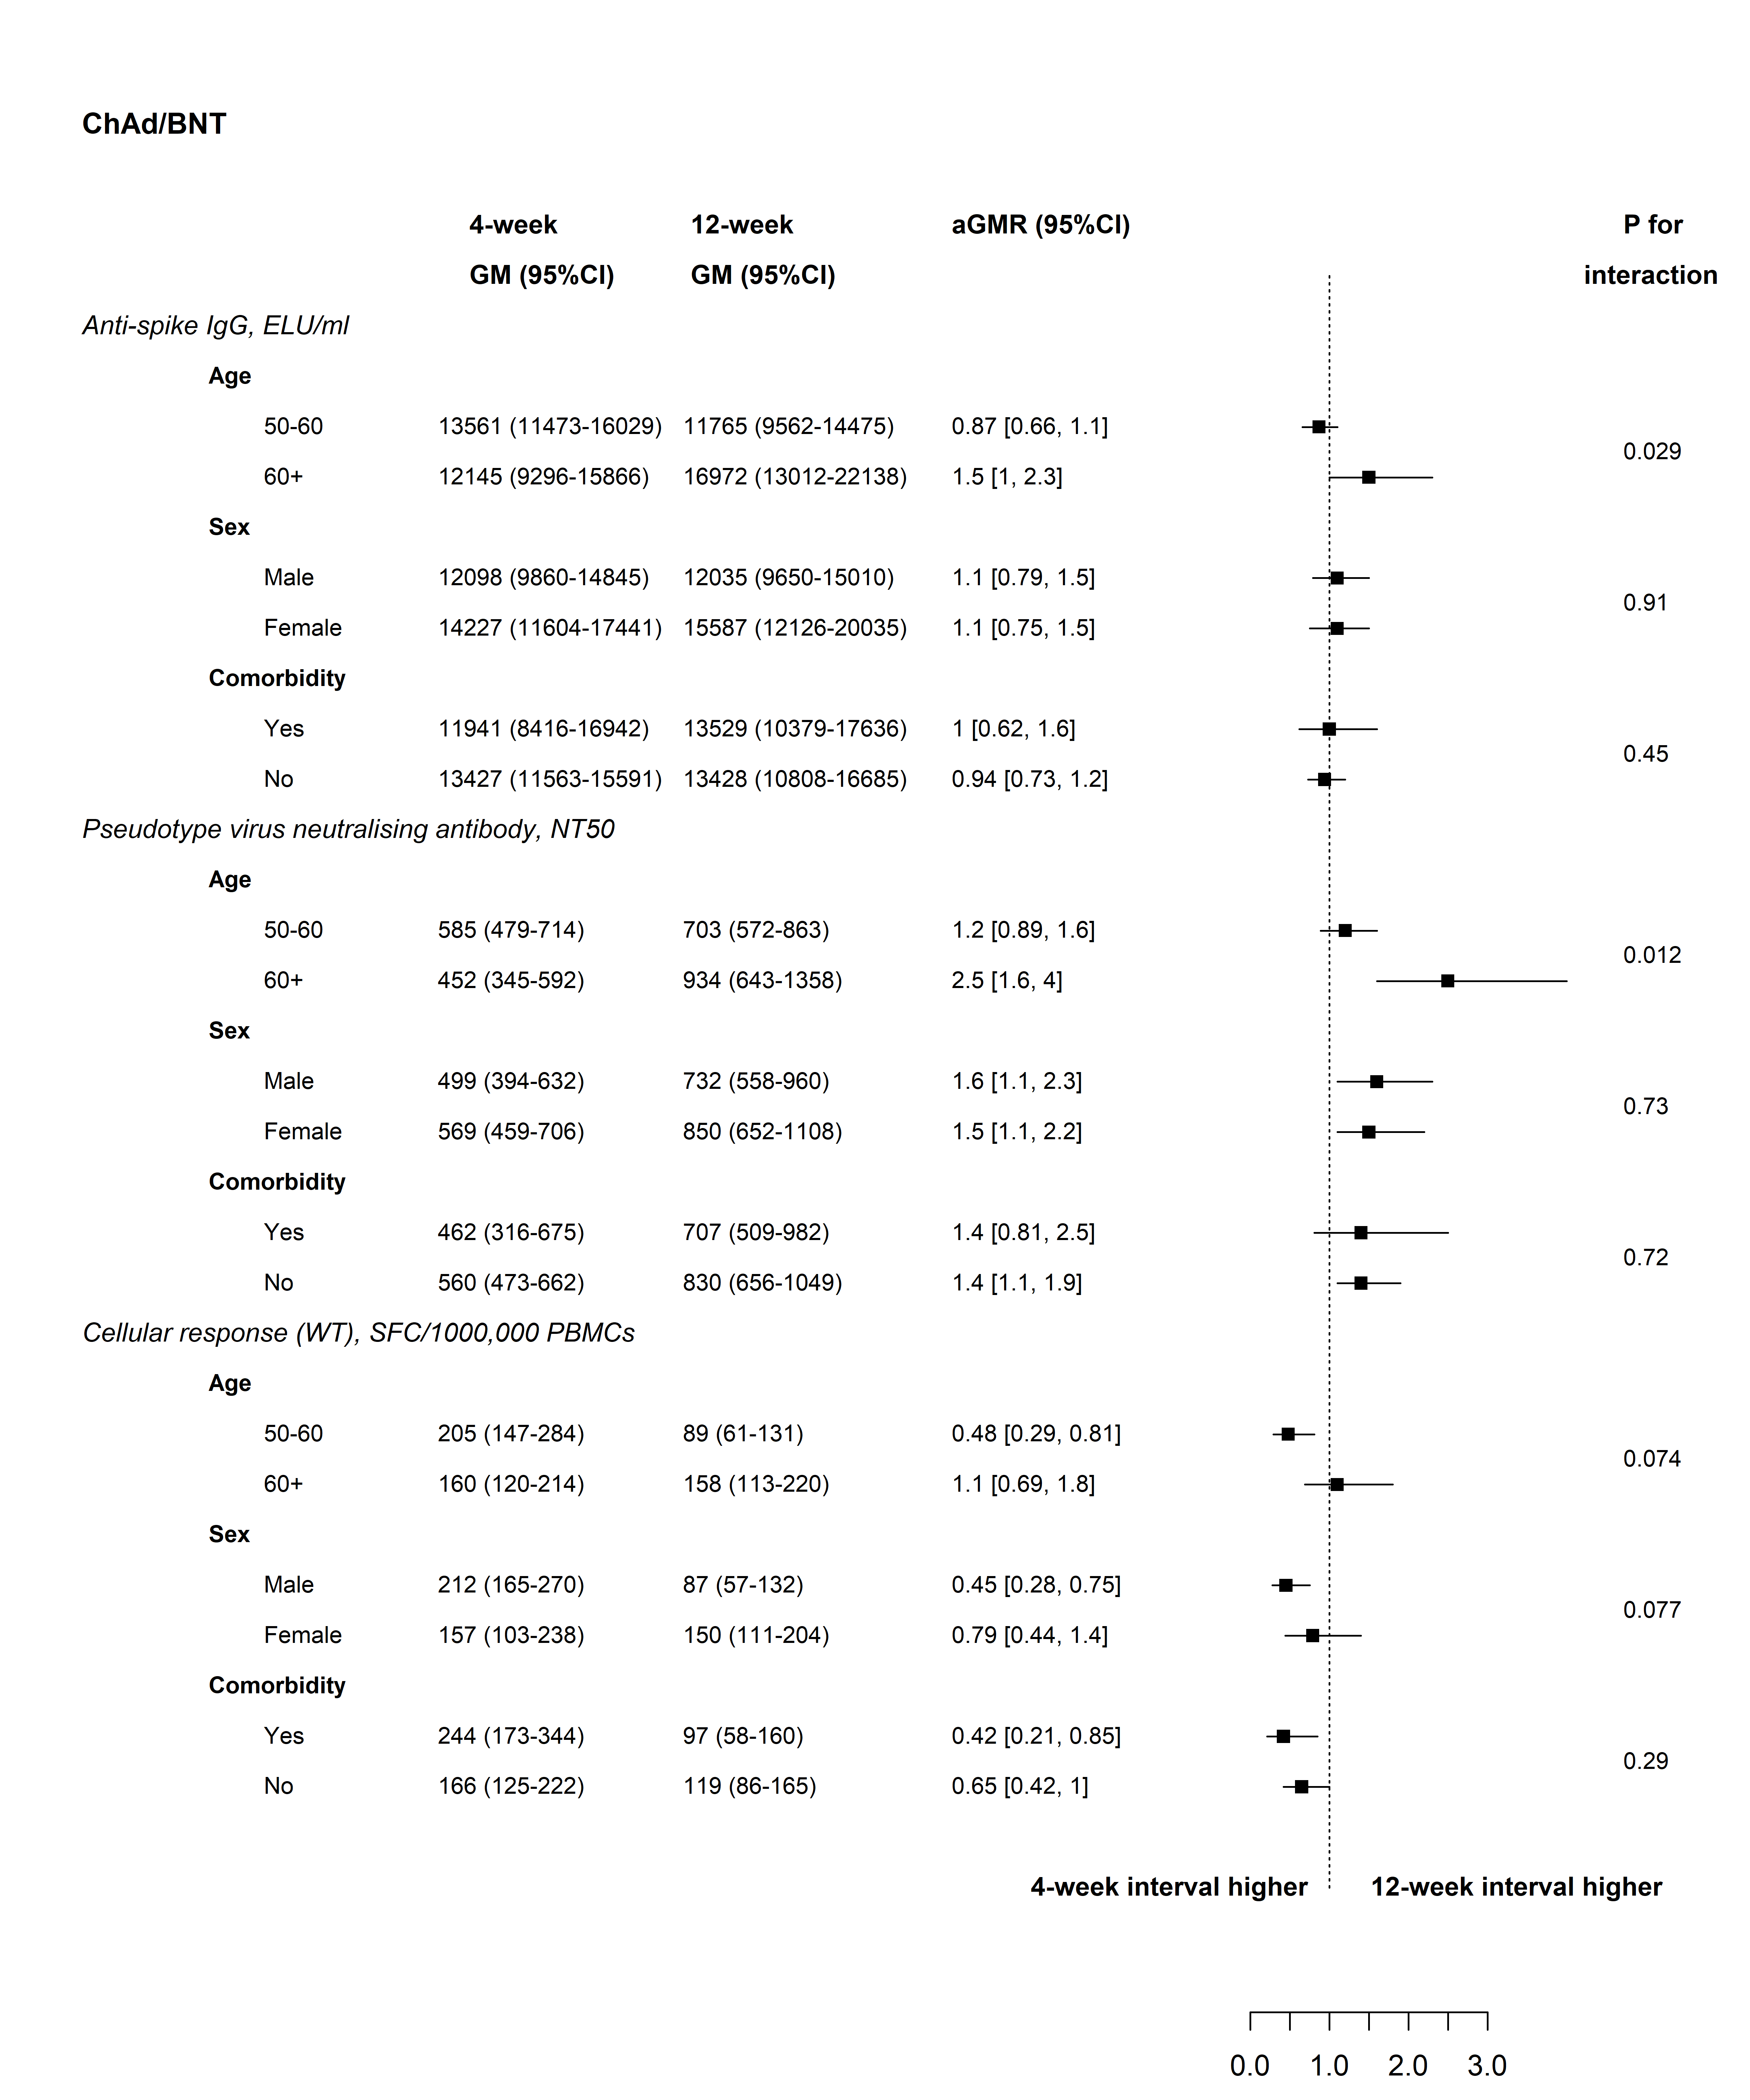 ChAd/BNT
4-week 12-week aGMR (95%CI) P for
GM (95%CI) GM (95%CI) interaction
Anti-spike IgG, ELU/ml
Age
50-60 13561 (11473-16029) 11765 (9562-14475) 0.87 [0.66, 1.1]
0.029
60+ 12145 (9296-15866) 16972 (13012-22138) 1.5 [1, 2.3]
Sex
Male 12098 (9860-14845) 12035 (9650-15010) 1.1 [0.79, 1.5]
0.91
Female 14227 (11604-17441) 15587 (12126-20035) 1.1 [0.75, 1.5]
Comorbidity
Yes 11941 (8416-16942) 13529 (10379-17636) 1 [0.62, 1.6]
0.45
No 13427 (11563-15591) 13428 (10808-16685) 0.94 [0.73, 1.2]
Pseudotype virus neutralising antibody, NT50
Age
50-60 585 (479-714) 703 (572-863) 1.2 [0.89, 1.6]
0.012
60+ 452 (345-592) 934 (643-1358) 2.5 [1.6, 4]
Sex
Male 499 (394-632) 732 (558-960) 1.6 [1.1, 2.3]
0.73
Female 569 (459-706) 850 (652-1108) 1.5 [1.1, 2.2]
Comorbidity
Yes 462 (316-675) 707 (509-982) 1.4 [0.81, 2.5]
0.72
No 560 (473-662) 830 (656-1049) 1.4 [1.1, 1.9]
Cellular response (WT), SFC/1000,000 PBMCs
Age
50-60 205 (147-284) 89 (61-131) 0.48 [0.29, 0.81]
0.074
60+ 160 (120-214) 158 (113-220) 1.1 [0.69, 1.8]
Sex
Male 212 (165-270) 87 (57-132) 0.45 [0.28, 0.75]
0.077
Female 157 (103-238) 150 (111-204) 0.79 [0.44, 1.4]
Comorbidity
Yes 244 (173-344) 97 (58-160) 0.42 [0.21, 0.85]
0.29
No 166 (125-222) 119 (86-165) 0.65 [0.42, 1]
4-week interval higher 12-week interval higher
0.0 1.0 2.0 3.0